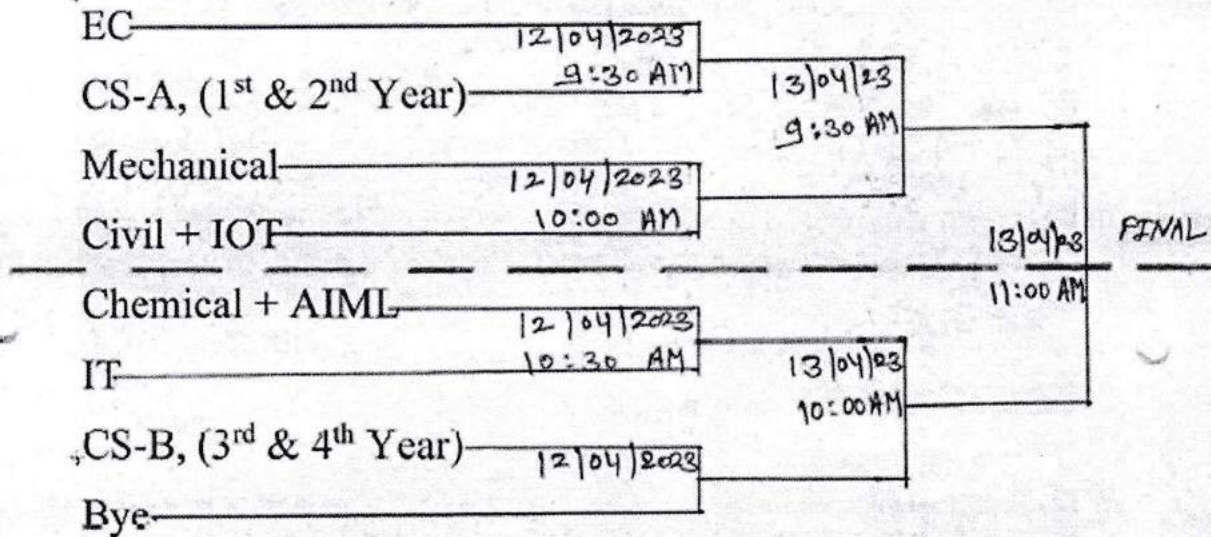 EC
12/04/2023
9:30 AM
CS-A, (1st & 2nd Year)
13/04/23
9:30 AM
Mechanical
12/04/2023
10:00 AM
Civil + IOT
13/04/23
FINAL
11:00 AM
Chemical + AIML
12/04/2023
10:30 AM
IT
13/04/23
10:00 AM
CS-B, (3rd & 4th Year)
12/04/2023
Bye